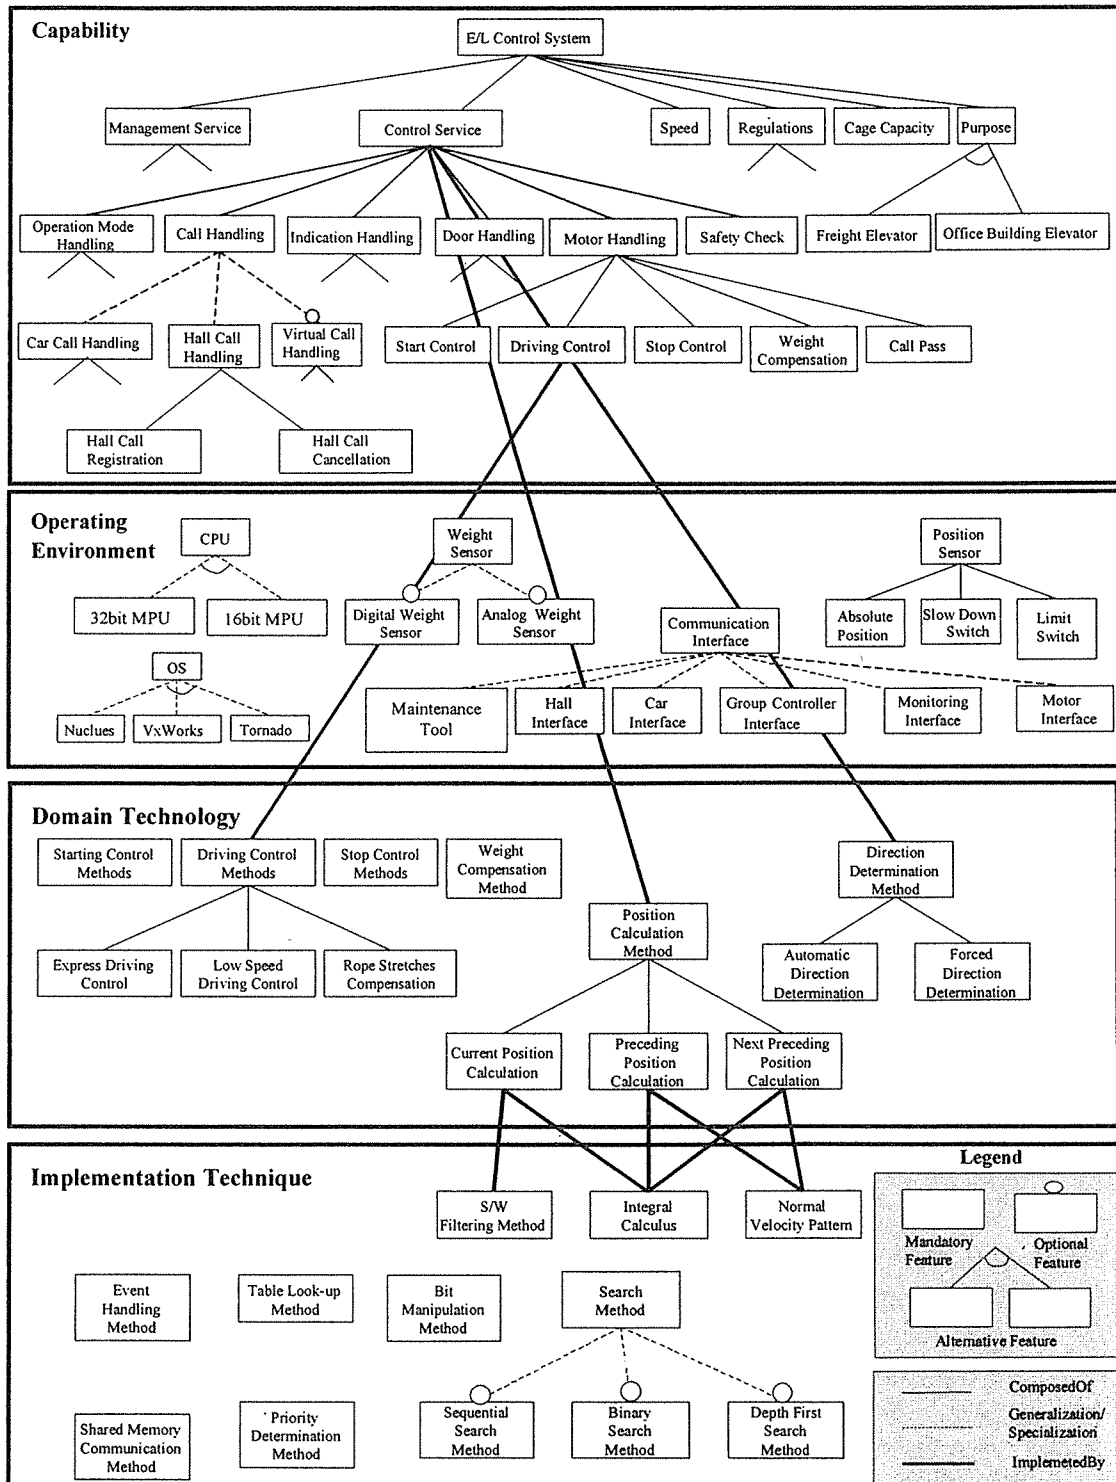 Capability
E/L Control System
Management Service
Control Service
Speed
Regulations
Cage Capacity
Purpose
Operation Mode
Handling
Call Handling
Indication Handling
Door Handling
Motor Handling
Safety Check
Freight Elevator
Office Building Elevator
Car Call Handling
Hall Call
Handling
Virtual Call
Handling
Start Control
Driving Control
Stop Control
Weight
Compensation
Call Pass
Hall Call
Registration
Hall Call
Cancellation
Operating
Environment
CPU
Weight
Sensor
Position
Sensor
32bit MPU
16bit MPU
Digital Weight
Sensor
Analog Weight
Sensor
Communication
Interface
Absolute
Position
Slow Down
Switch
Limit
Switch
OS
Nuclues
VxWorks
Tornado
Maintenance
Tool
Hall
Interface
Car
Interface
Group Controller
Interface
Monitoring
Interface
Motor
Interface
Domain Technology
Starting Control
Methods
Driving Control
Methods
Stop Control
Methods
Weight
Compensation
Method
Direction
Determination
Method
Position
Calculation
Method
Express Driving
Control
Low Speed
Driving Control
Rope Stretches
Compensation
Automatic
Direction
Determination
Forced
Direction
Determination
Current Position
Calculation
Preceding
Position
Calculation
Next Preceding
Position
Calculation
Implementation Technique
S/W
Filtering Method
Integral
Calculus
Normal
Velocity Pattern
Event
Handling
Method
Table Look-up
Method
Bit
Manipulation
Method
Search
Method
Shared Memory
Communication
Method
Priority
Determination
Method
Sequential
Search
Method
Binary
Search
Method
Depth First
Search
Method
Legend
Mandatory
Feature
Optional
Feature
Alternative Feature
ComposedOf
Generalization/
Specialization
ImplemetedBy